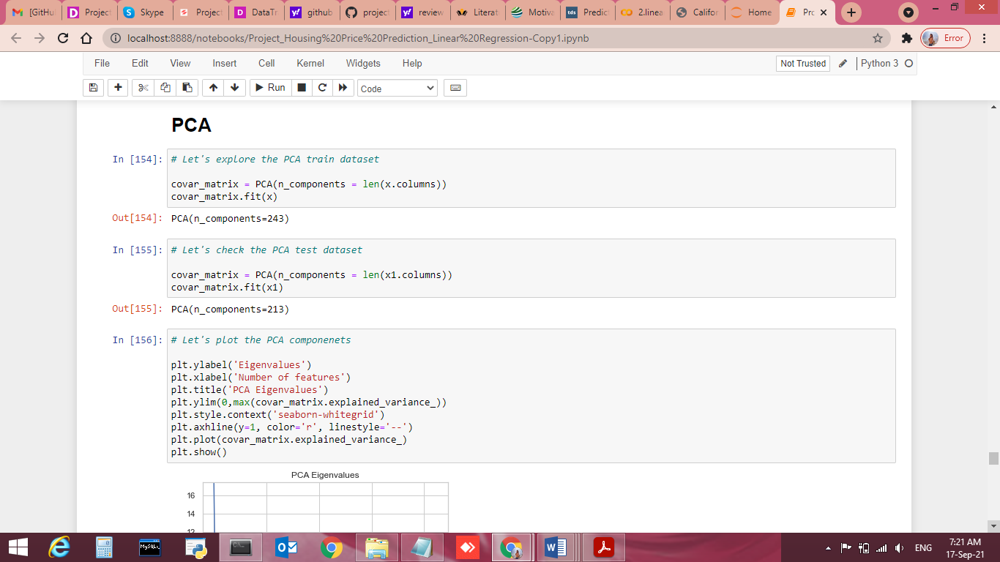 [GitHu
Project
Skype
Project
DataTr
github
project
review
Literat
Motiva
tds
Predic
2.linea
Califor
Home
Pro
localhost:8888/notebooks/Project_Housing%20Price%20Prediction_Linear%20Regression-Copy1.ipynb
Error
File Edit View Insert Cell Kernel Widgets Help
Not Trusted
Python 3
Run
Code
PCA
In [154]:
# Let's explore the PCA train dataset
covar_matrix = PCA(n_components = len(x.columns))
covar_matrix.fit(x)
Out[154]: PCA(n_components=243)
In [155]:
# Let's check the PCA test dataset
covar_matrix = PCA(n_components = len(x1.columns))
covar_matrix.fit(x1)
Out[155]: PCA(n_components=213)
In [156]:
# Let's plot the PCA componenets
plt.ylabel('Eigenvalues')
plt.xlabel('Number of features')
plt.title('PCA Eigenvalues')
plt.ylim(0,max(covar_matrix.explained_variance_))
plt.style.context('seaborn-whitegrid')
plt.axhline(y=1, color='r', linestyle='--')
plt.plot(covar_matrix.explained_variance_)
plt.show()
PCA Eigenvalues
16
14
12
MySQL
ENG
7:21 AM
17-Sep-21